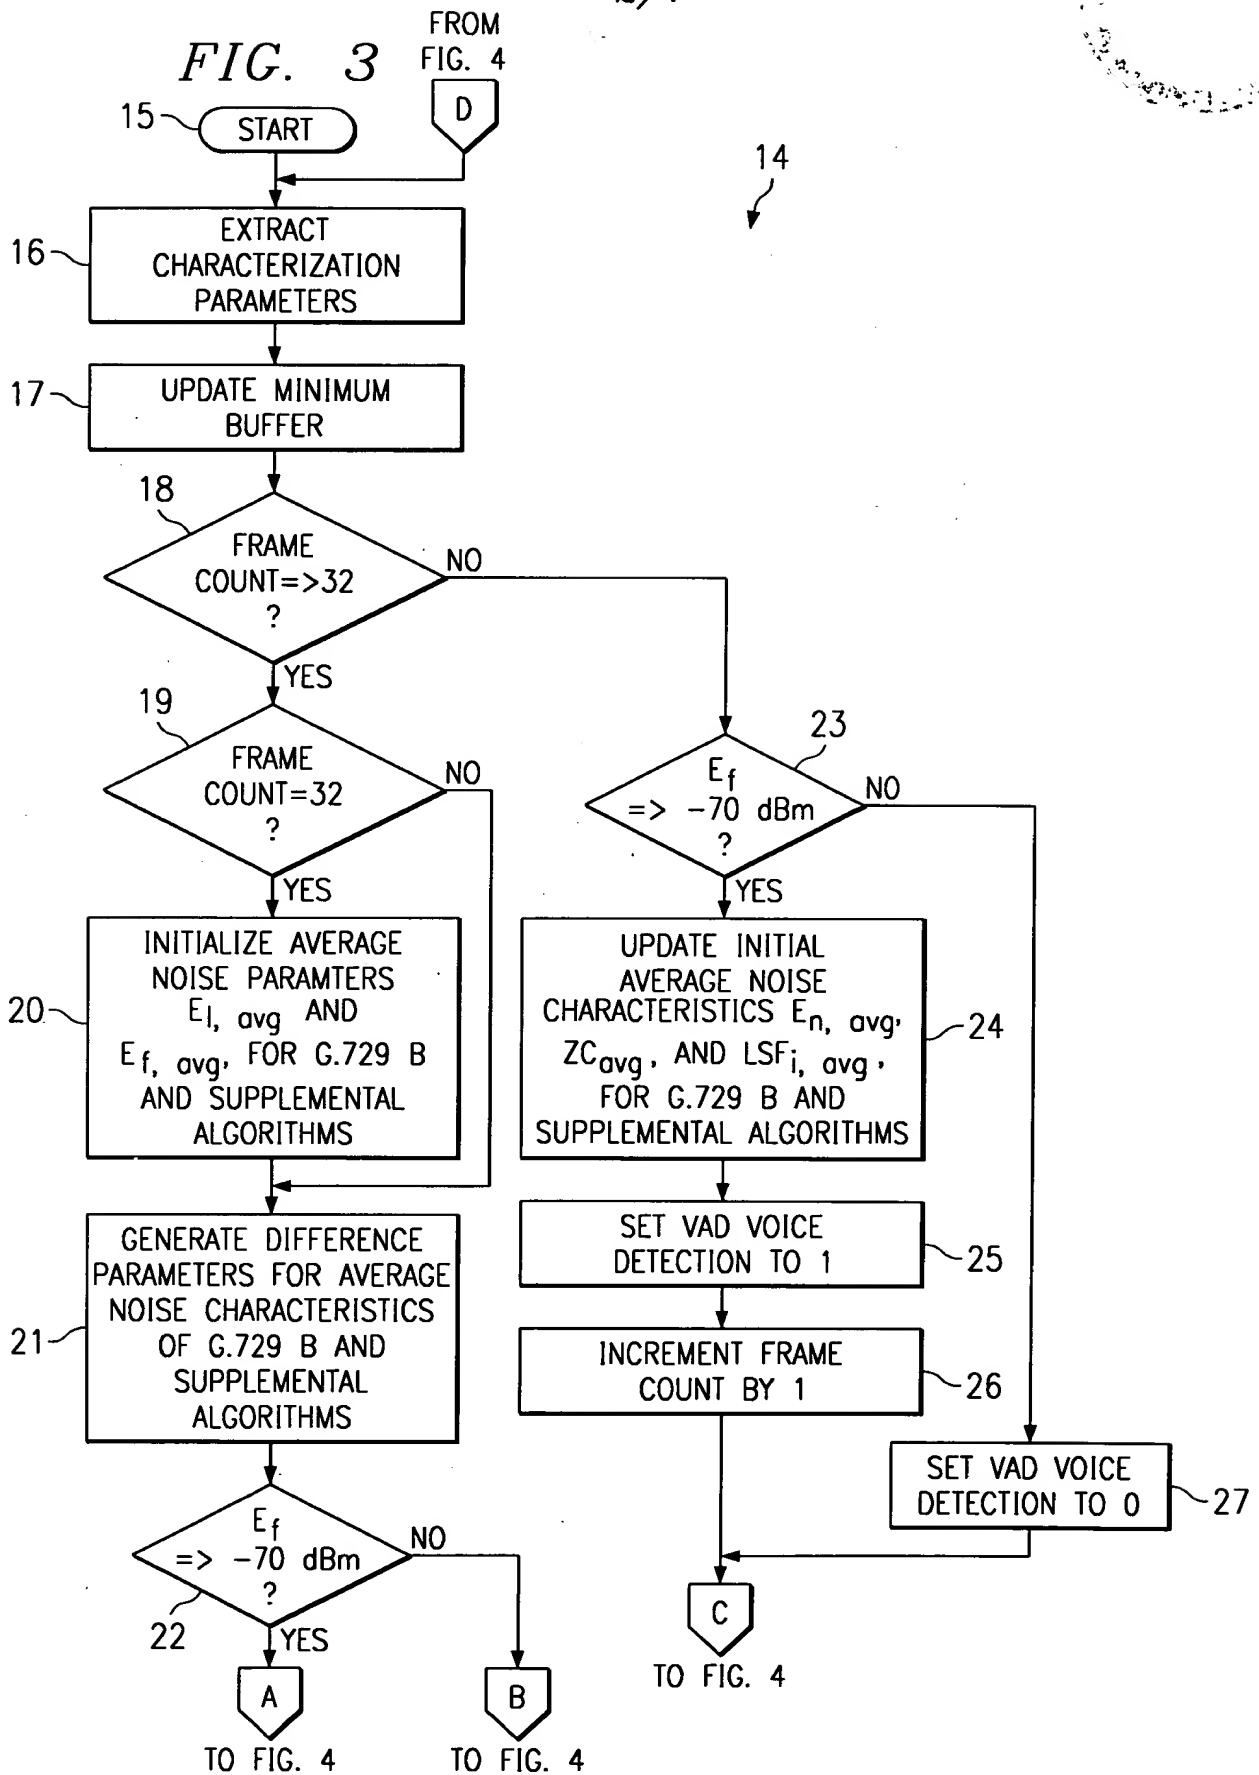 FIG. 3
FROM
FIG. 4
D
15
START
14
16
EXTRACT
CHARACTERIZATION
PARAMETERS
17
UPDATE MINIMUM
BUFFER
18
FRAME
COUNT=>32
?
NO
YES
19
FRAME
COUNT=32
?
NO
YES
23
Ef
=> -70 dBm
?
NO
YES
20
INITIALIZE AVERAGE
NOISE PARAMTERS
El, avg AND
Ef, avg, FOR G.729 B
AND SUPPLEMENTAL
ALGORITHMS
24
UPDATE INITIAL
AVERAGE NOISE
CHARACTERISTICS En, avg,
ZCavg, AND LSFi, avg,
FOR G.729 B AND
SUPPLEMENTAL ALGORITHMS
21
GENERATE DIFFERENCE
PARAMETERS FOR AVERAGE
NOISE CHARACTERISTICS
OF G.729 B AND
SUPPLEMENTAL
ALGORITHMS
SET VAD VOICE
DETECTION TO 1
25
INCREMENT FRAME
COUNT BY 1
26
SET VAD VOICE
DETECTION TO 0
27
Ef
=> -70 dBm
?
NO
22
YES
A
TO FIG. 4
B
TO FIG. 4
C
TO FIG. 4